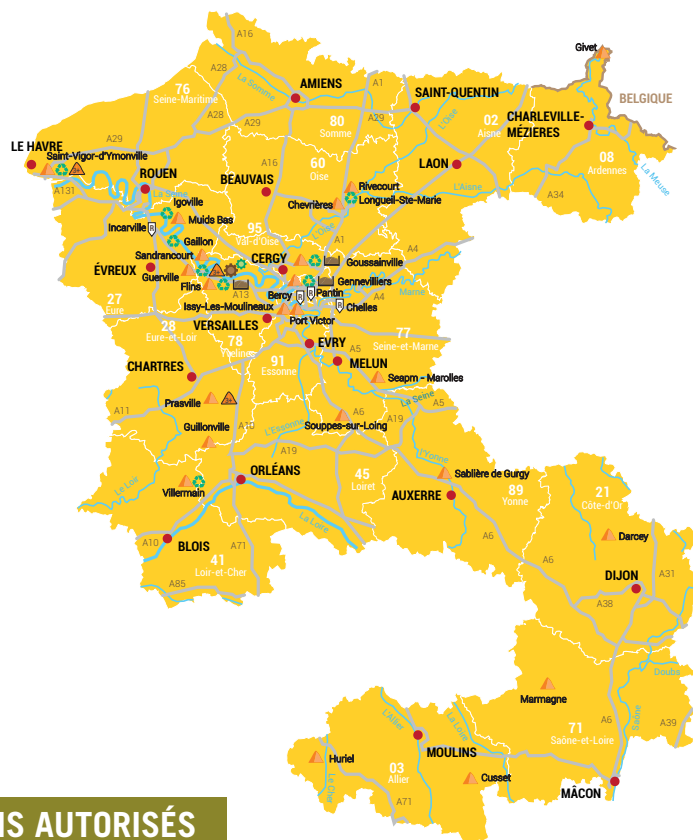 A16
Givet
A28
La Somme
AMIENS
A1
SAINT-QUENTIN
BELGIQUE
76
Seine-Maritime
80
Somme
L'Oise
02
Aisne
CHARLEVILLE-
MÉZIERES
A28
A29
A29
A29
LE HAVRE
Saint-Vigor-d'Ymonville
3+
60
Oise
LAON
08
Ardennes
La Meuse
A16
ROUEN
BEAUVAIS
Rivecourt
L'Aisne
A34
A131
La Seine
Igoville
Chevrières
Longueil-Ste-Marie
Muids Bas
Incarville
R
95
Val-d'Oise
L'Oise
A1
A4
Gaillon
Sandrancourt
CERGY
Goussainville
ÉVREUX
Guerville
3+
Gennevilliers
Flins
A13
Bercy
R
R
Pantin
A4
Marne
27
Eure
Issy-Les-Moulineaux
Port Victor
R
Chelles
28
Eure-et-Loir
VERSAILLES
78
Yvelines
EVRY
77
Seine-et-Marne
91
Essonne
A5
MELUN
CHARTRES
Seapm - Marolles
La Seine
Prasville
3+
A11
A10
A6
A19
A5
Souppes-sur-Loing
L'Essonne
Guillonville
L'Yonne
A19
Le Loir
ORLÉANS
45
Loiret
Sablière de Gurgy
Villermain
AUXERRE
89
Yonne
21
Côte-d'Or
La Loire
Darcey
A10
BLOIS
A71
A6
A6
41
Loir-et-Cher
A31
A85
DIJON
A38
Doubs
Marmagne
Saône
L'Allier
La Loire
A6
A39
71
Saône-et-Loire
MOULINS
Huriel
03
Allier
Cusset
Le Cher
MÂCON
A71
NS AUTORISÉS